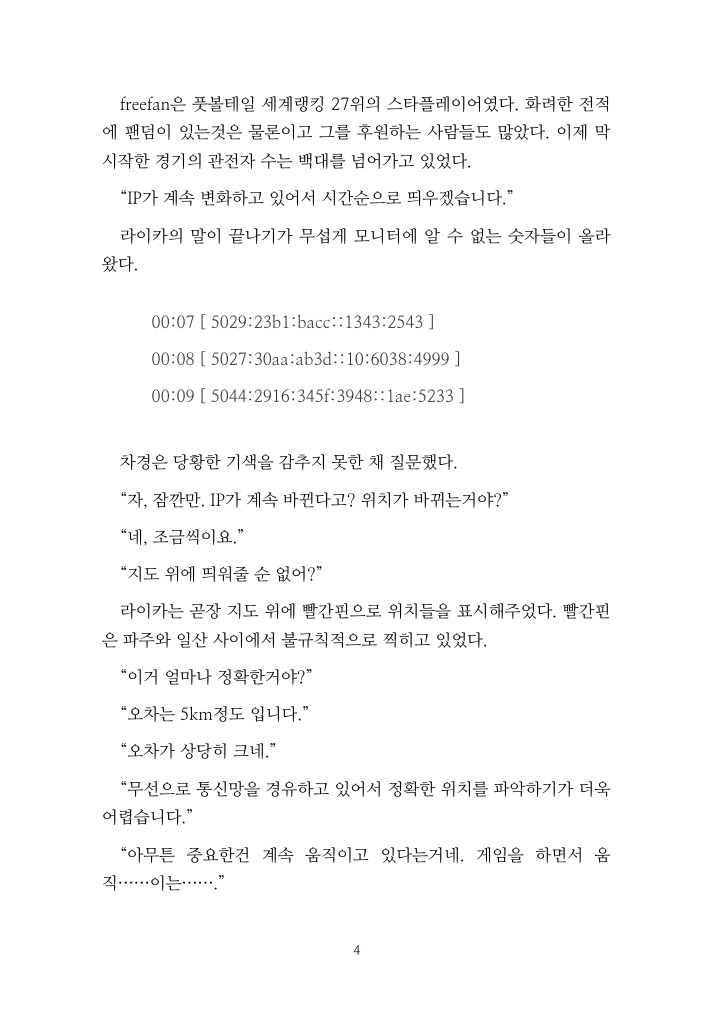 freefan은 풋볼테일 세계랭킹 27위의 스타플레이어였다. 화려한 전적
에 팬덤이 있는것은 물론이고 그를 후원하는 사람들도 많았다. 이제 막
시작한 경기의 관전자 수는 백대를 넘어가고 있었다.
“IP가 계속 변화하고 있어서 시간순으로 띄우겠습니다.”
라이카의 말이 끝나기가 무섭게 모니터에 알 수 없는 숫자들이 올라
왔다.
00:07 [ 5029:23b1:bacc::1343:2543 ]
00:08 [ 5027:30aa:ab3d::10:6038:4999 ]
00:09 [ 5044:2916:345f:3948::1ae:5233 ]
차경은 당황한 기색을 감추지 못한 채 질문했다.
“자, 잠깐만. IP가 계속 바뀐다고? 위치가 바뀌는거야?”
“네, 조금씩이요.”
“지도 위에 띄워줄 순 없어?”
라이카는 곧장 지도 위에 빨간핀으로 위치들을 표시해주었다. 빨간핀
은 파주와 일산 사이에서 불규칙적으로 찍히고 있었다.
“이거 얼마나 정확한거야?”
“오차는 5km정도 입니다.”
“오차가 상당히 크네.”
“무선으로 통신망을 경유하고 있어서 정확한 위치를 파악하기가 더욱
어렵습니다.”
“아무튼 중요한건 계속 움직이고 있다는거네. 게임을 하면서 움
직……이는…….”
4